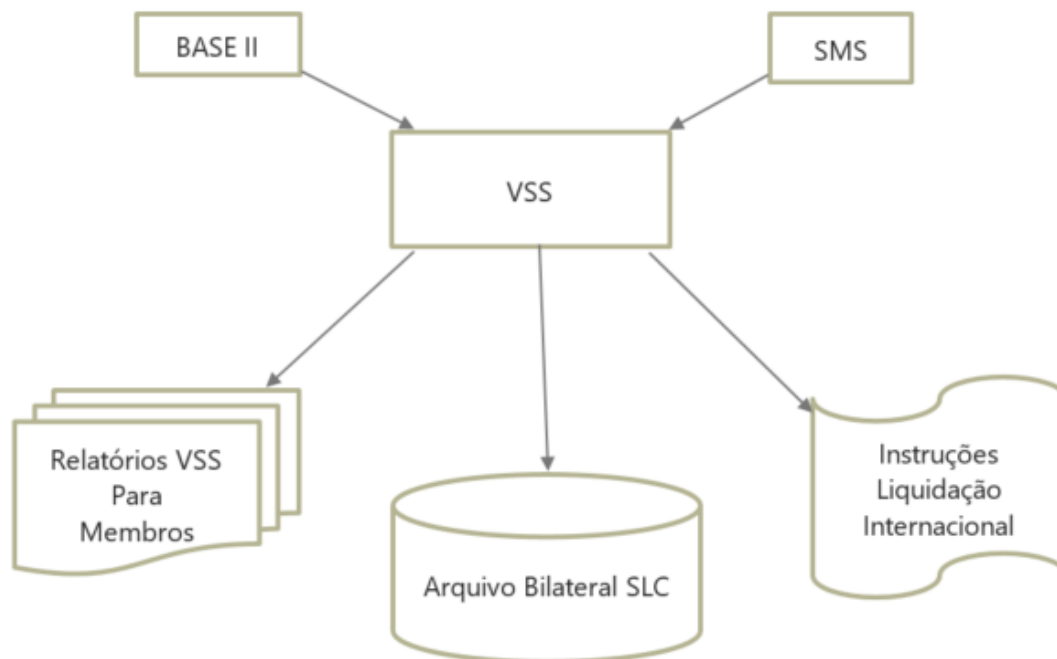 BASE II
SMS
VSS
Relatórios VSS
Para
Membros
Arquivo Bilateral SLC
Instruções
Liquidação
Internacional